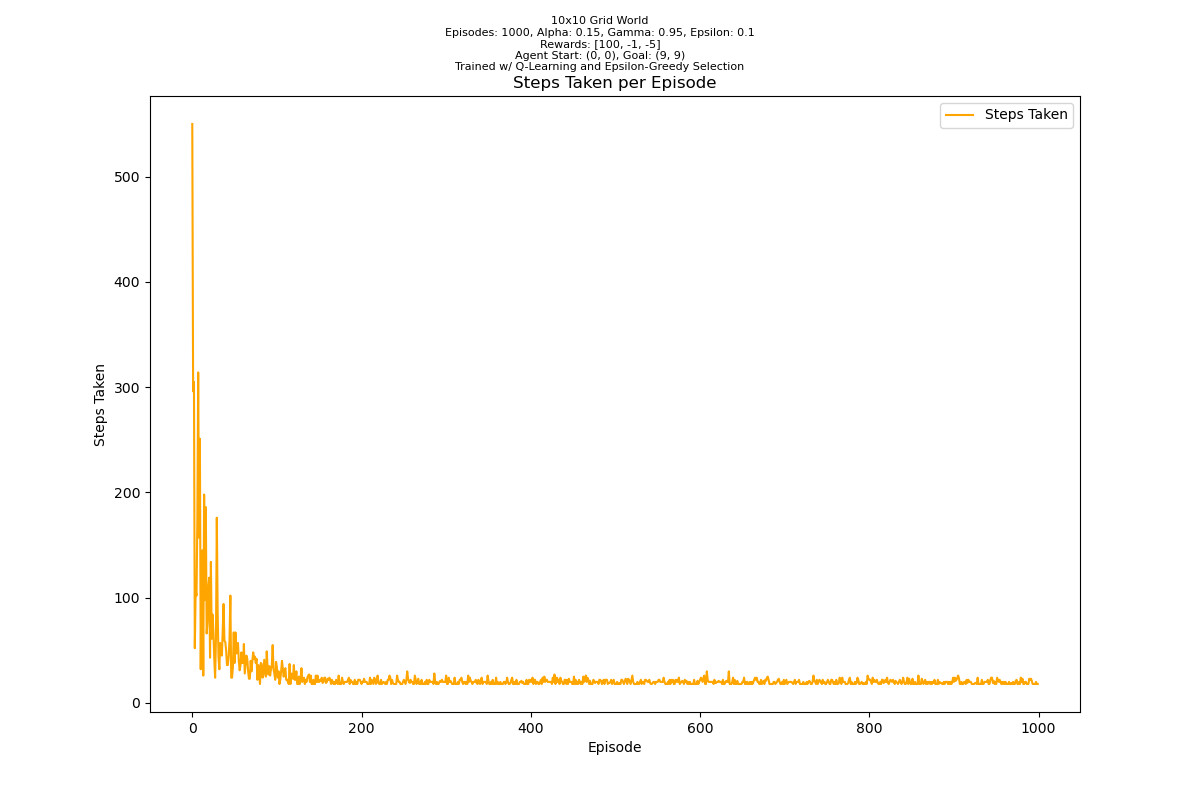 10x10 Grid World
Episodes: 1000, Alpha: 0.15, Gamma: 0.95, Epsilon: 0.1
Rewards: [100, -1, -5]
Agent Start: (0, 0), Goal: (9, 9)
Trained w/ Q-Learning and Epsilon-Greedy Selection
Steps Taken per Episode
Steps Taken
500
400
300
200
100
0
Steps Taken
0 200 400 600 800 1000
Episode